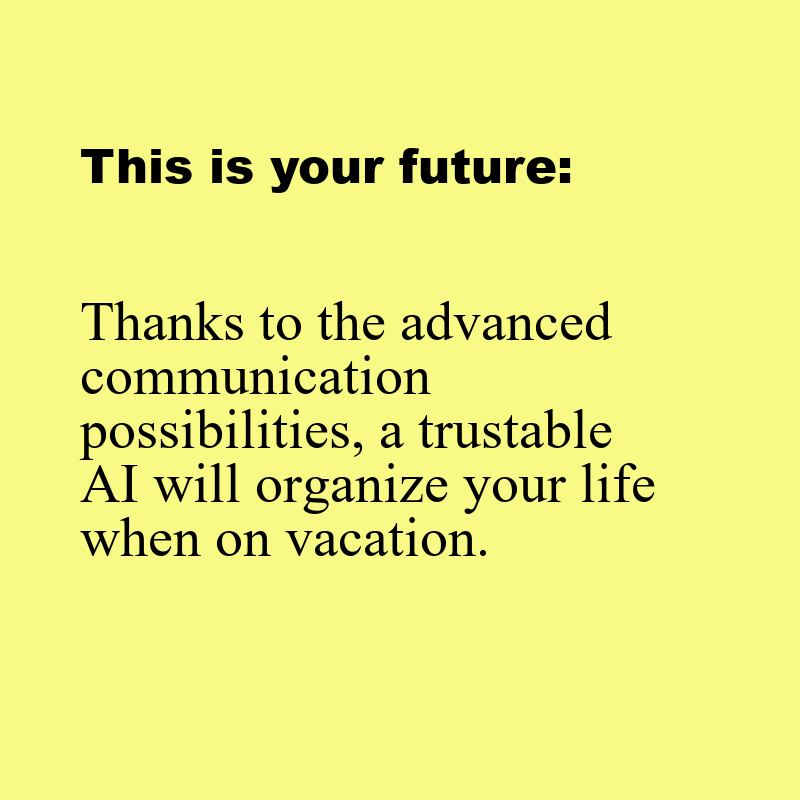 This is your future:
Thanks to the advanced
communication
possibilities, a trustable
AI will organize your life
when on vacation.